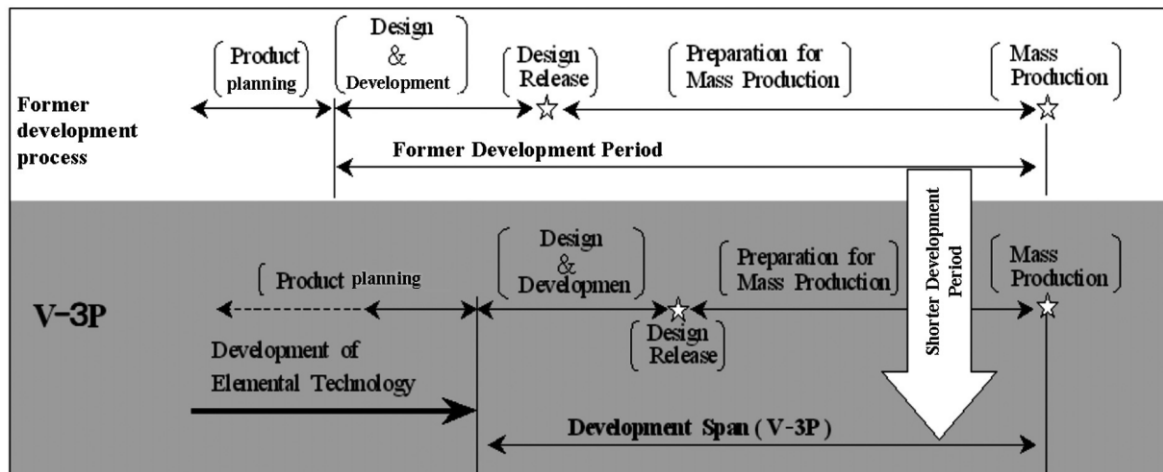 Product
planning
Design
&
Development
Design
Release
Preparation for
Mass Production
Mass
Production
Former
development
process
Former Development Period
Shorter Development
Period
V-3P
Product planning
Design
&
Developmen
Design
Release
Preparation for
Mass Production
Mass
Production
Development of
Elemental Technology
Development Span ( V-3P )